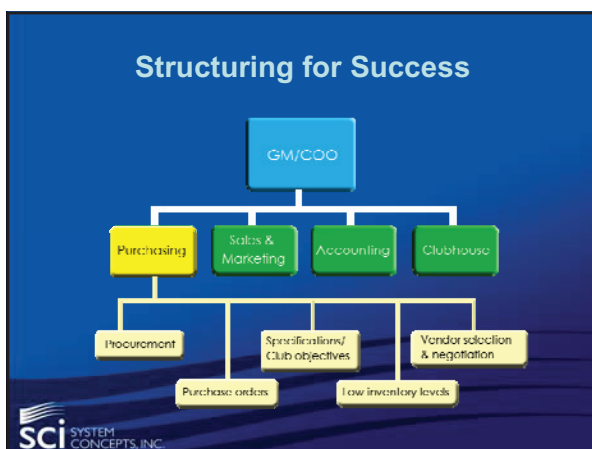 Structuring for Success
GM/COO
Purchasing
Sales &
Marketing
Accounting
Clubhouse
Procurement
Specifications/
Club objectives
Vendor selection
& negotiation
Purchase orders
Low inventory levels
sci SYSTEM
CONCEPTS, INC.